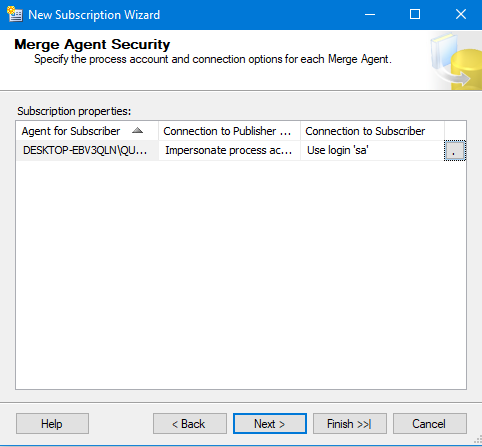 New Subscription Wizard
Merge Agent Security
Specify the process account and connection options for each Merge Agent.
Subscription properties:
Agent for Subscriber Connection to Publisher ... Connection to Subscriber
DESKTOP-EBV3QLN\QU... Impersonate process ac... Use login 'sa' .
Help < Back Next > Finish >>| Cancel